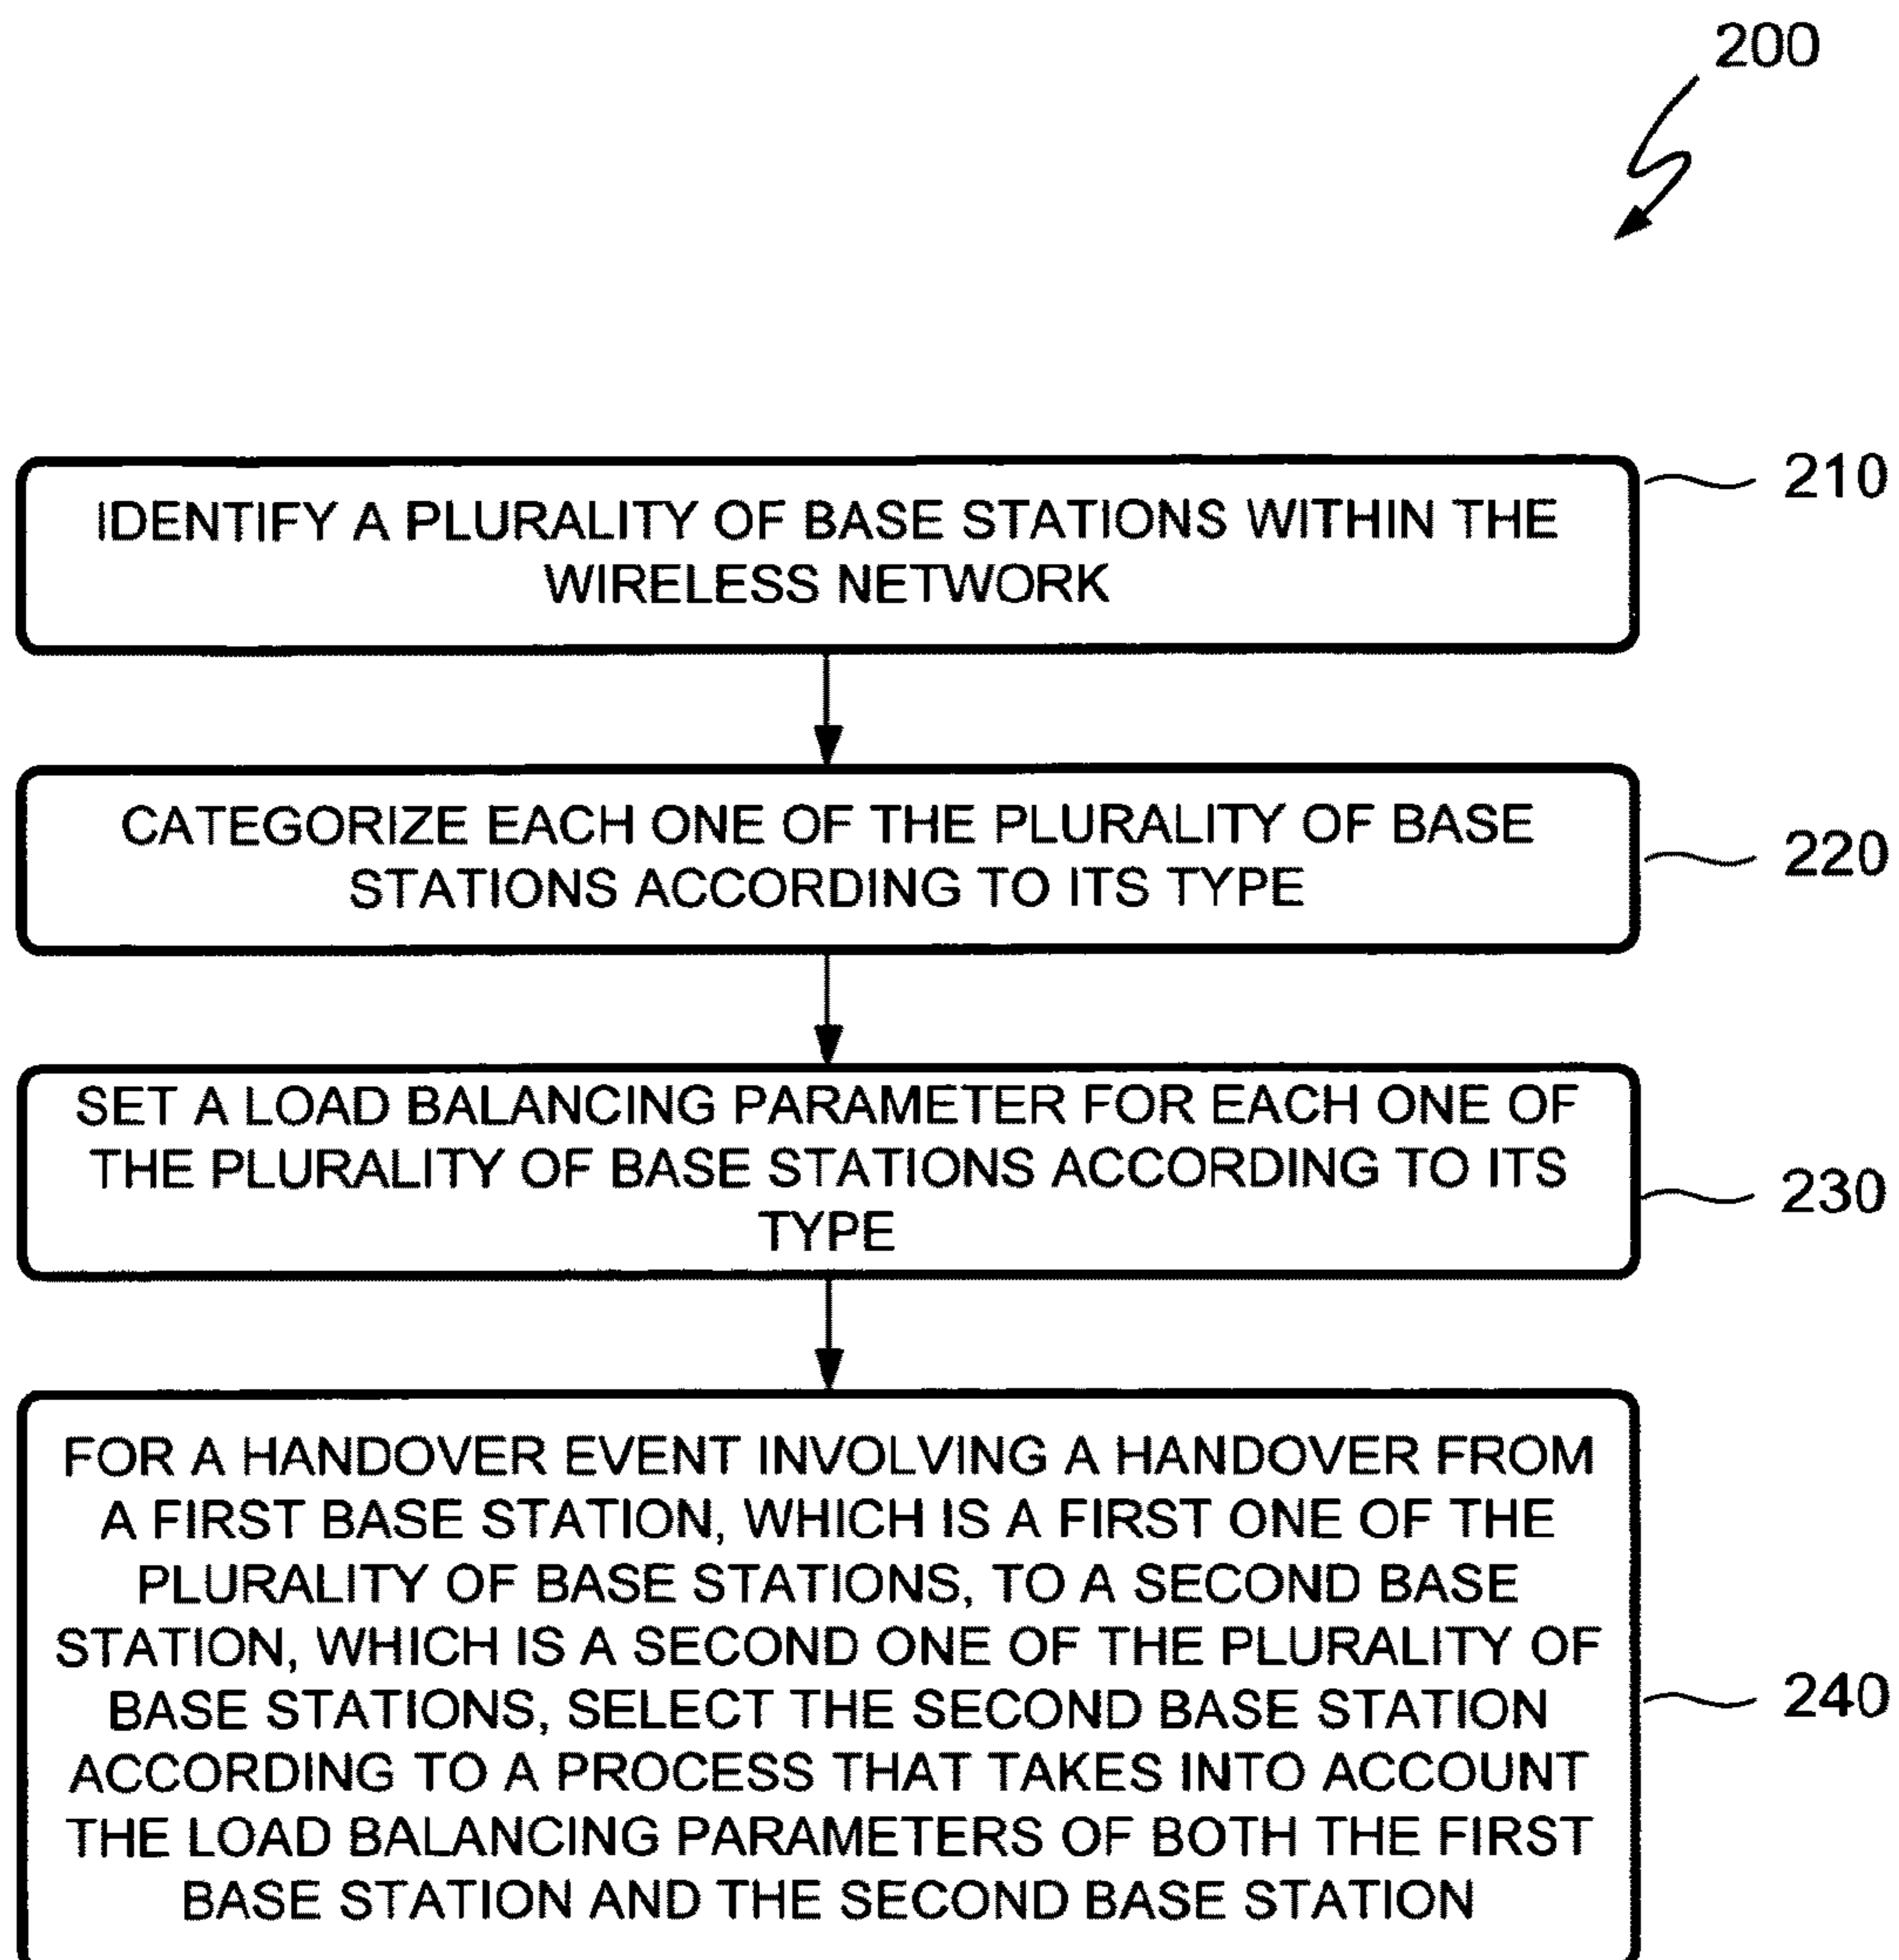 200
IDENTIFY A PLURALITY OF BASE STATIONS WITHIN THE
WIRELESS NETWORK
210
CATEGORIZE EACH ONE OF THE PLURALITY OF BASE
STATIONS ACCORDING TO ITS TYPE
220
SET A LOAD BALANCING PARAMETER FOR EACH ONE OF
THE PLURALITY OF BASE STATIONS ACCORDING TO ITS
TYPE
230
FOR A HANDOVER EVENT INVOLVING A HANDOVER FROM
A FIRST BASE STATION, WHICH IS A FIRST ONE OF THE
PLURALITY OF BASE STATIONS, TO A SECOND BASE
STATION, WHICH IS A SECOND ONE OF THE PLURALITY OF
BASE STATIONS, SELECT THE SECOND BASE STATION
ACCORDING TO A PROCESS THAT TAKES INTO ACCOUNT
THE LOAD BALANCING PARAMETERS OF BOTH THE FIRST
BASE STATION AND THE SECOND BASE STATION
240